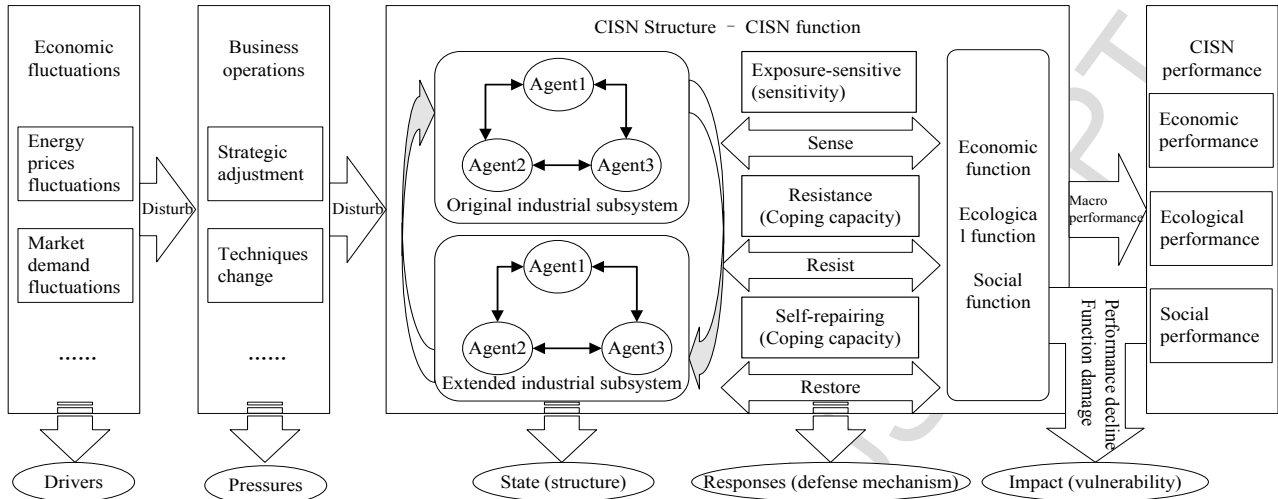 Economic
fluctuations
Energy
prices
fluctuations
Market
demand
fluctuations
......
Disturb
Business
operations
Strategic
adjustment
Techniques
change
......
Disturb
CISN Structure – CISN function
Agent1
Agent2
Agent3
Original industrial subsystem
Agent1
Agent2
Agent3
Extended industrial subsystem
Exposure-sensitive
(sensitivity)
Sense
Resistance
(Coping capacity)
Resist
Self-repairing
(Coping capacity)
Restore
Economic
function
Ecologica
l function
Social
function
Macro
performance
Performance decline
Function damage
CISN
performance
Economic
performance
Ecological
performance
Social
performance
Drivers
Pressures
State (structure)
Responses (defense mechanism)
Impact (vulnerability)